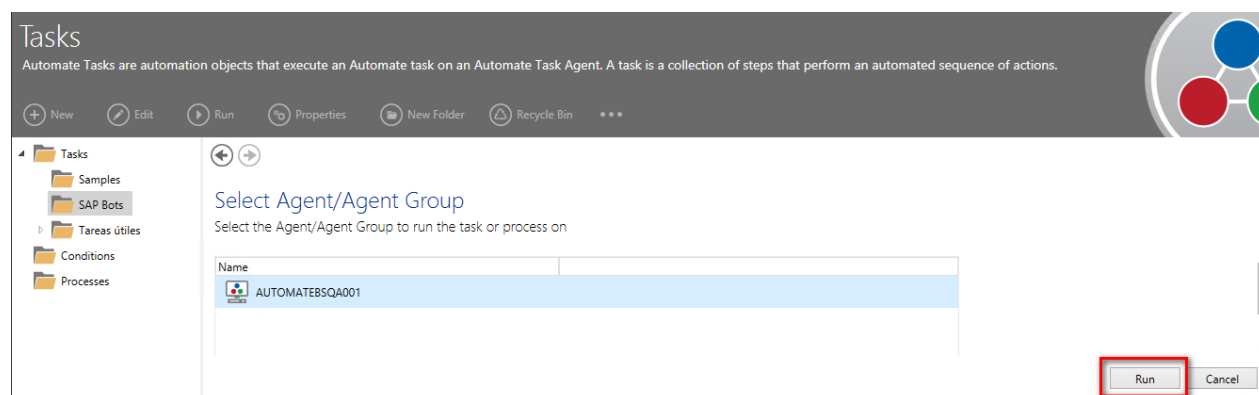 Tasks
Automate Tasks are automation objects that execute an Automate task on an Automate Task Agent. A task is a collection of steps that perform an automated sequence of actions.
New Edit Run Properties New Folder Recycle Bin
Tasks
Samples
SAP Bots
Tareas útiles
Conditions
Processes
Select Agent/Agent Group
Select the Agent/Agent Group to run the task or process on
Name
AUTOMATEBSQA001
Run Cancel